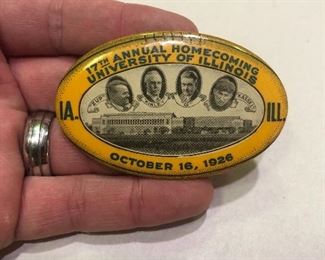 17TH ANNUAL HOMECOMING
UNIVERSITY OF ILLINOIS
IA. ILL.
OCTOBER 16, 1926